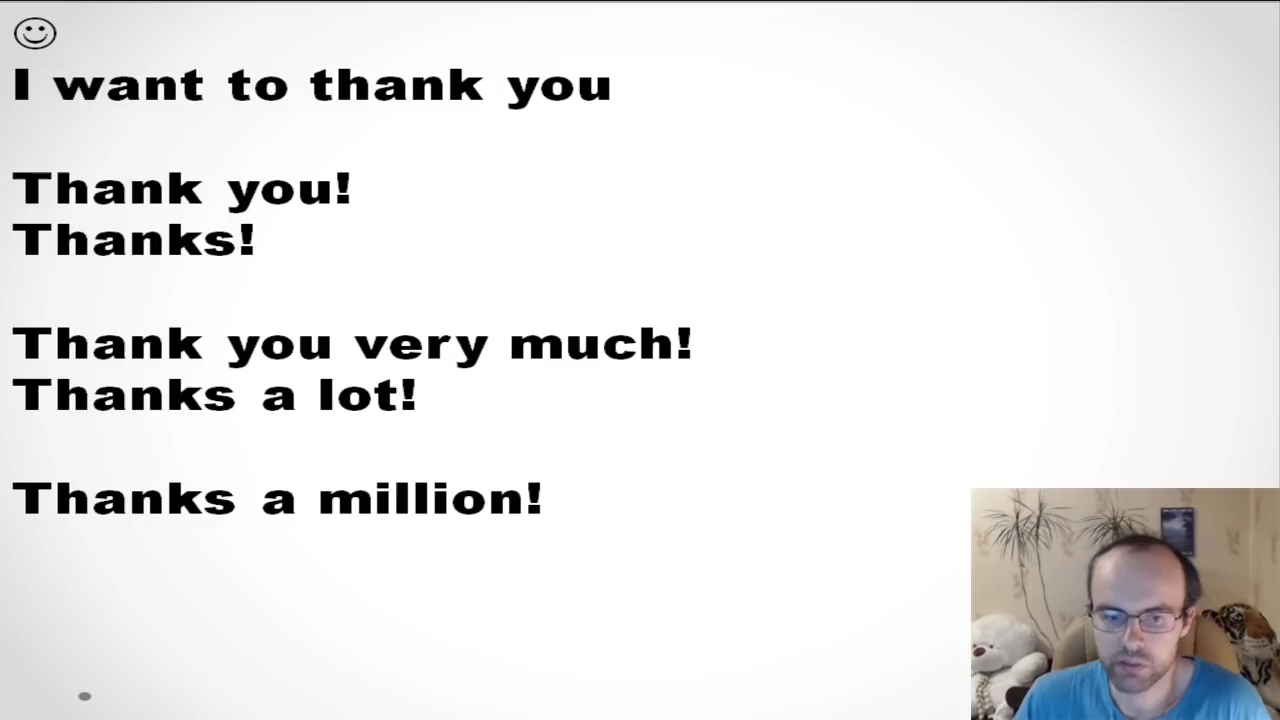 I want to thank you
Thank you!
Thanks!
Thank you very much!
Thanks a lot!
Thanks a million!